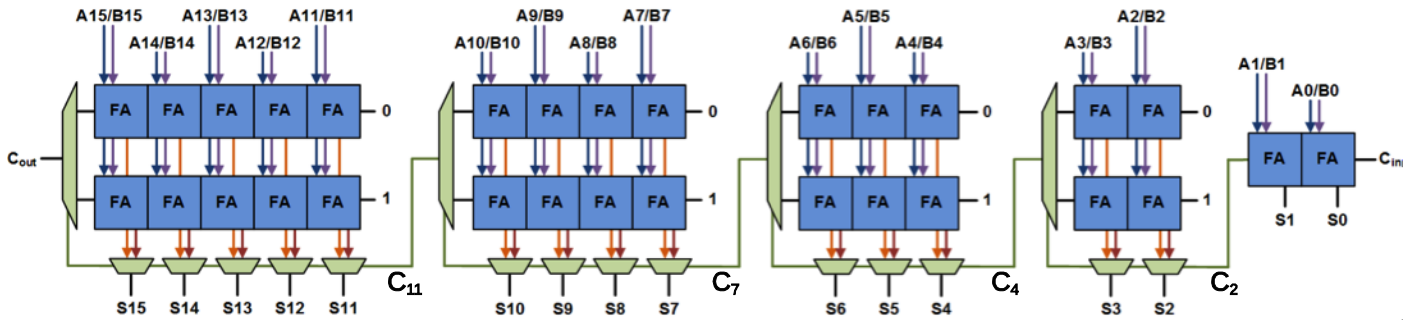 A15/B15 A13/B13 A11/B11 A9/B9 A7/B7 A5/B5 A2/B2
A14/B14 A12/B12 A10/B10 A8/B8 A6/B6 A4/B4 A3/B3
A1/B1
A0/B0
FA FA FA FA FA 0 FA FA FA FA 0 FA FA FA 0 FA FA 0
Cout FA FA Cin
FA FA FA FA FA 1 FA FA FA FA 1 FA FA FA 1 FA FA 1
S1 S0
C11 C7 C4 C2
S15 S14 S13 S12 S11 S10 S9 S8 S7 S6 S5 S4 S3 S2